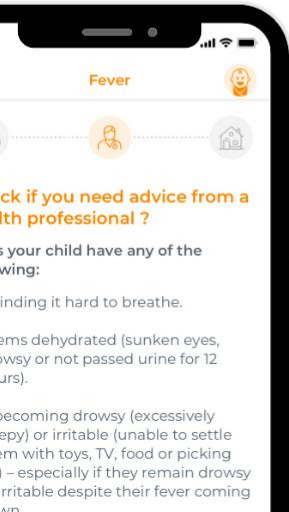 Fever
ck if you need advice from a
lth professional ?
s your child have any of the
wing:
inding it hard to breathe.
ems dehydrated (sunken eyes,
owsy or not passed urine for 12
urs).
becoming drowsy (excessively
epy) or irritable (unable to settle
em with toys, TV, food or picking
) – especially if they remain drowsy
irritable despite their fever coming
wn